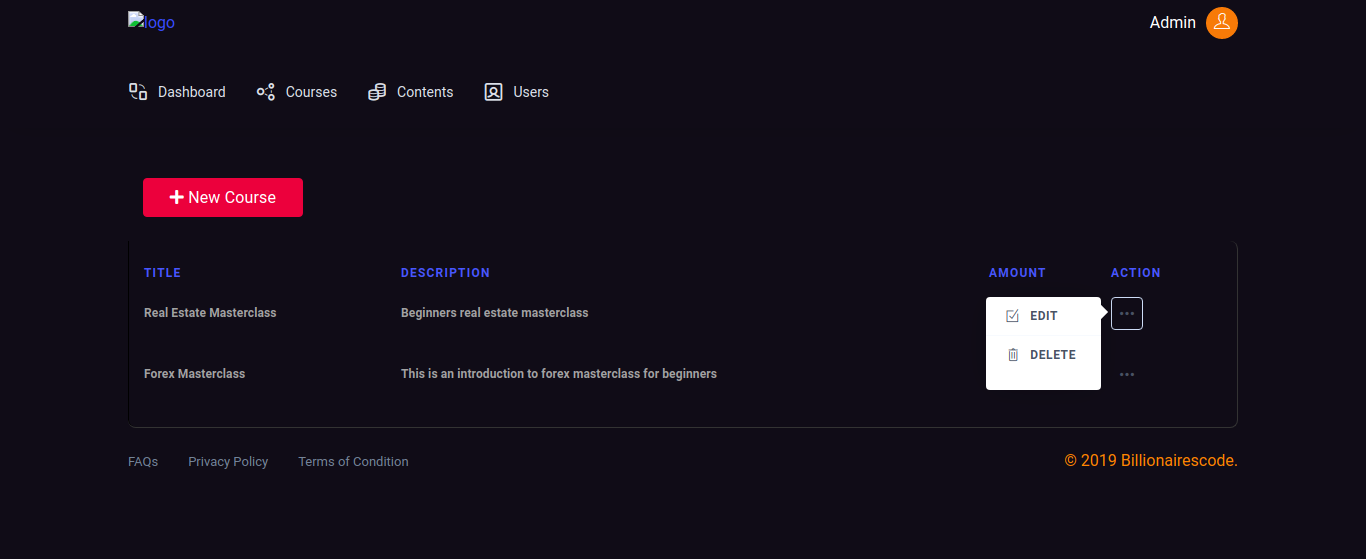 logo
Admin
Dashboard Courses Contents Users
New Course
TITLE DESCRIPTION AMOUNT ACTION
Real Estate Masterclass Beginners real estate masterclass EDIT
DELETE
Forex Masterclass This is an introduction to forex masterclass for beginners
FAQs Privacy Policy Terms of Condition © 2019 Billionairescode.